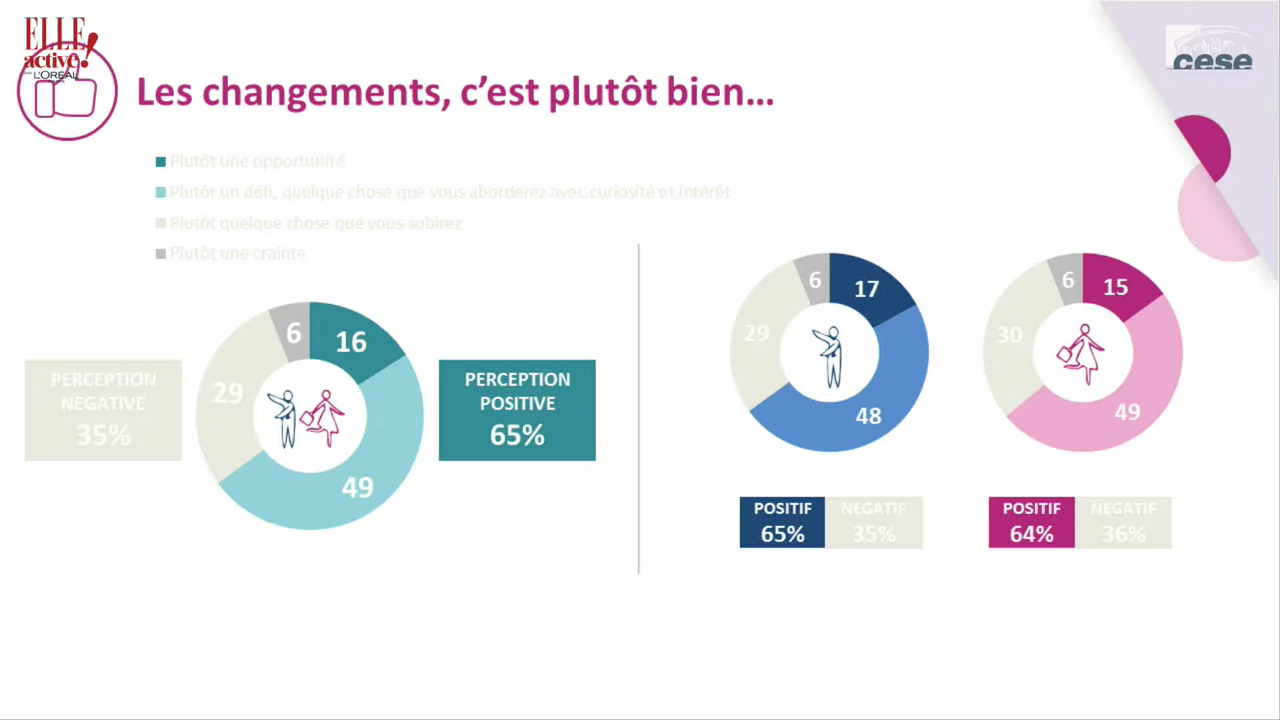 ELLE
active!
L'ORÉAL
cese
Les changements, c'est plutôt bien...
Plutôt une opportunité
Plutôt un défi, quelque chose que vous aborderez avec curiosité et intérêt
Plutôt quelque chose que vous subirez
Plutôt une crainte
PERCEPTION
NEGATIVE
35%
6
16
29
49
PERCEPTION
POSITIVE
65%
6
17
29
48
POSITIF
65%
NEGATIF
35%
6
15
30
49
POSITIF
64%
NEGATIF
36%